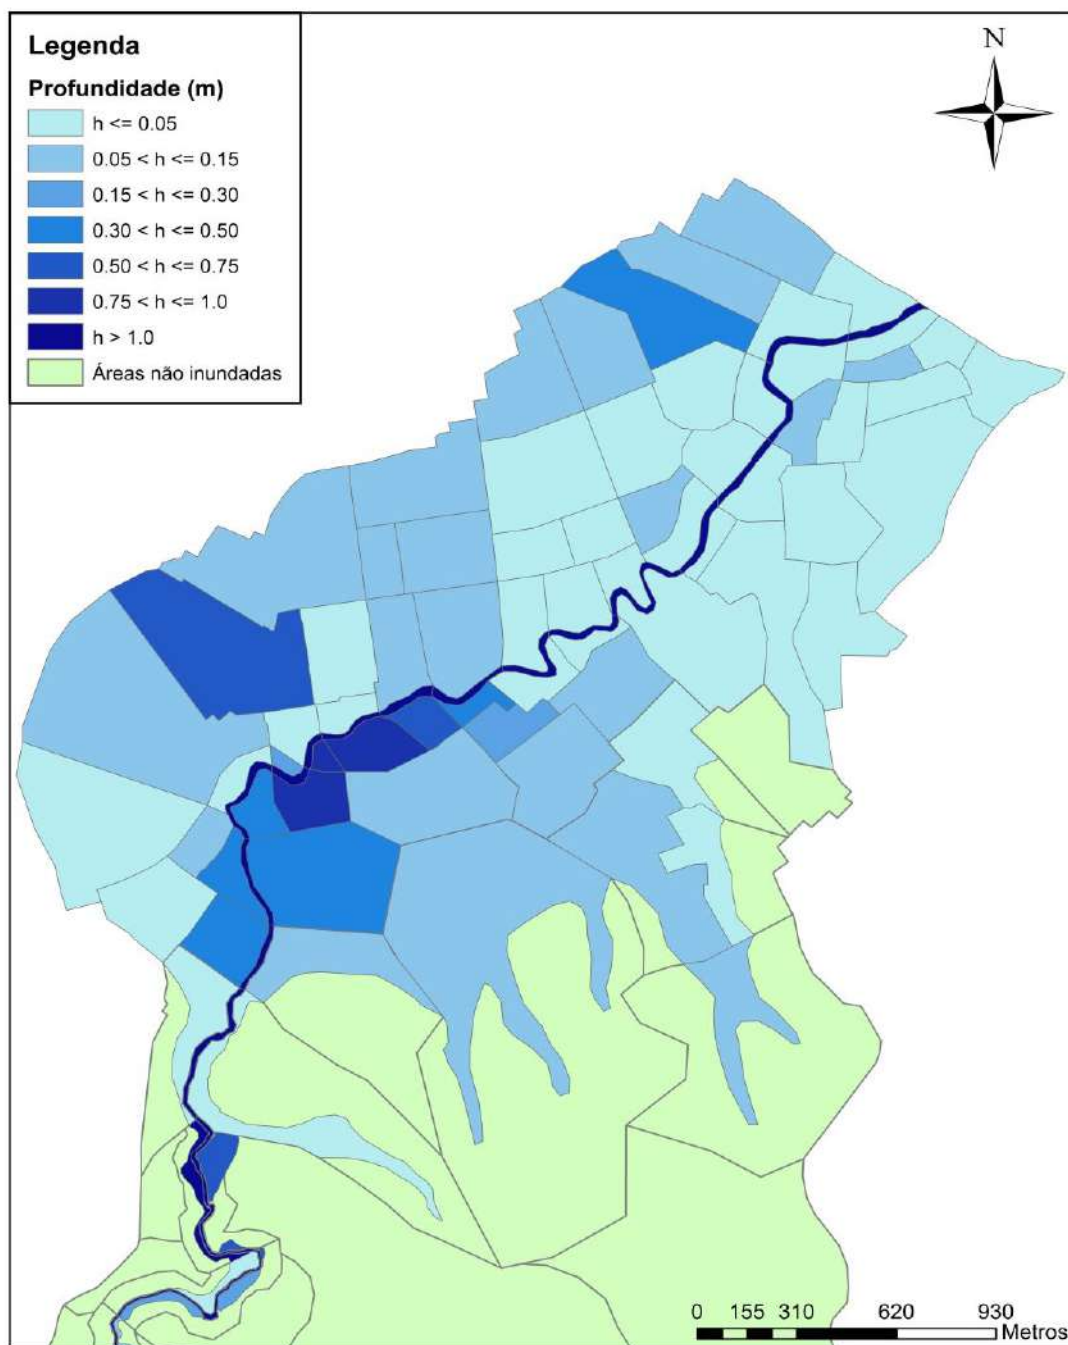 Legenda
Profundidade (m)
h <= 0.05
0.05 < h <= 0.15
0.15 < h <= 0.30
0.30 < h <= 0.50
0.50 < h <= 0.75
0.75 < h <= 1.0
h > 1.0
Áreas não inundadas
N
0 155 310 620 930
Metros